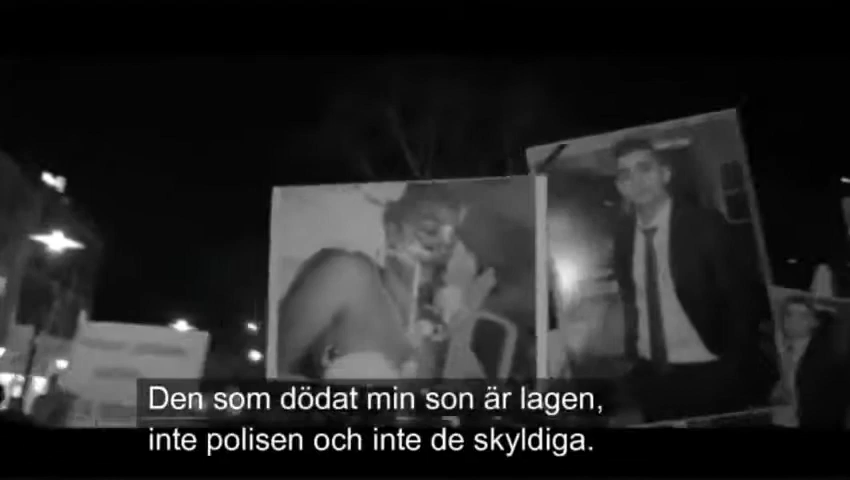 Den som dödat min son är lagen,
inte polisen och inte de skyldiga.